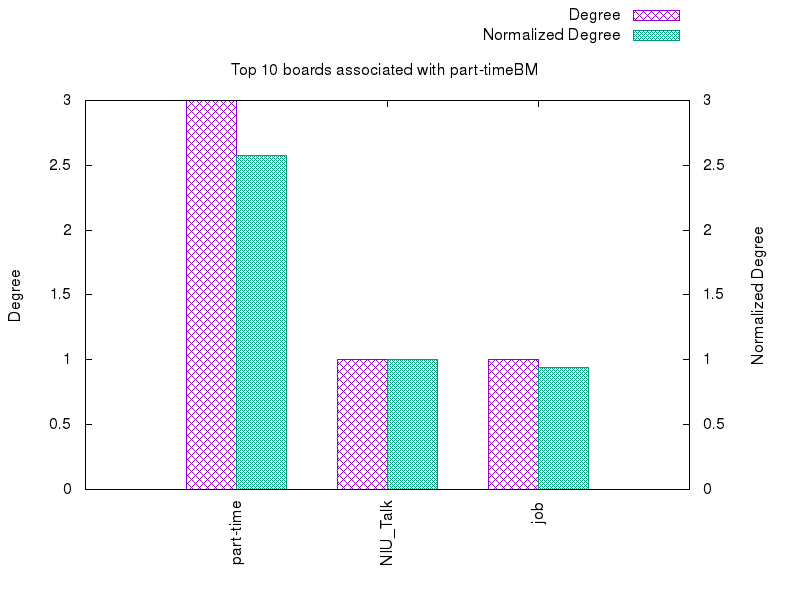 Degree
Normalized Degree
Top 10 boards associated with part-timeBM
3
2.5
2
1.5
1
0.5
0
3
2.5
2
1.5
1
0.5
0
Degree
Normalized Degree
part-time
NIU_Talk
job